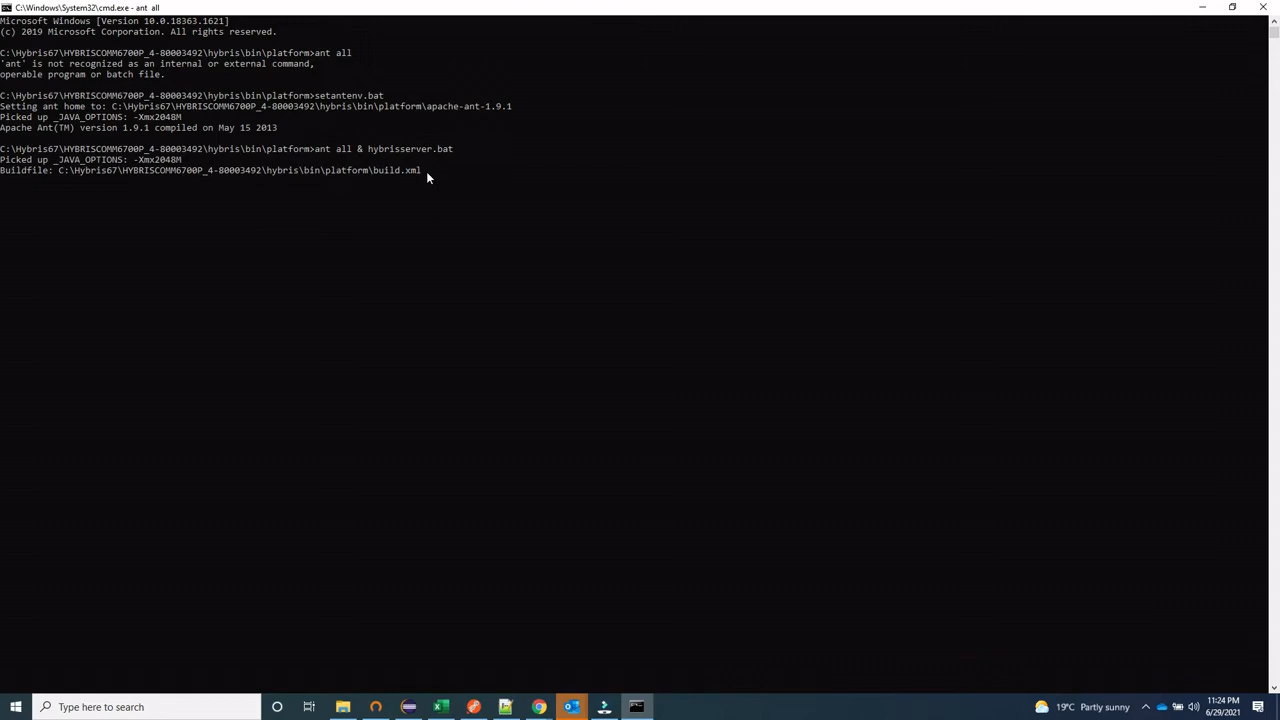 C:\Windows\System32\cmd.exe - ant all
Microsoft Windows [Version 10.0.18363.1621]
(c) 2019 Microsoft Corporation. All rights reserved.
C:\Hybris67\HYBRISCOMM6700P_4-80003492\hybris\bin\platform>ant all
'ant' is not recognized as an internal or external command,
operable program or batch file.
C:\Hybris67\HYBRISCOMM6700P_4-80003492\hybris\bin\platform>setantenv.bat
Setting ant home to: C:\Hybris67\HYBRISCOMM6700P_4-80003492\hybris\bin\platform\apache-ant-1.9.1
Picked up _JAVA_OPTIONS: -Xmx2048M
Apache Ant(TM) version 1.9.1 compiled on May 15 2013
C:\Hybris67\HYBRISCOMM6700P_4-80003492\hybris\bin\platform>ant all & hybrisserver.bat
Picked up _JAVA_OPTIONS: -Xmx2048M
Buildfile: C:\Hybris67\HYBRISCOMM6700P_4-80003492\hybris\bin\platform\build.xml
Type here to search
19°C Partly sunny
11:24 PM
6/29/2021